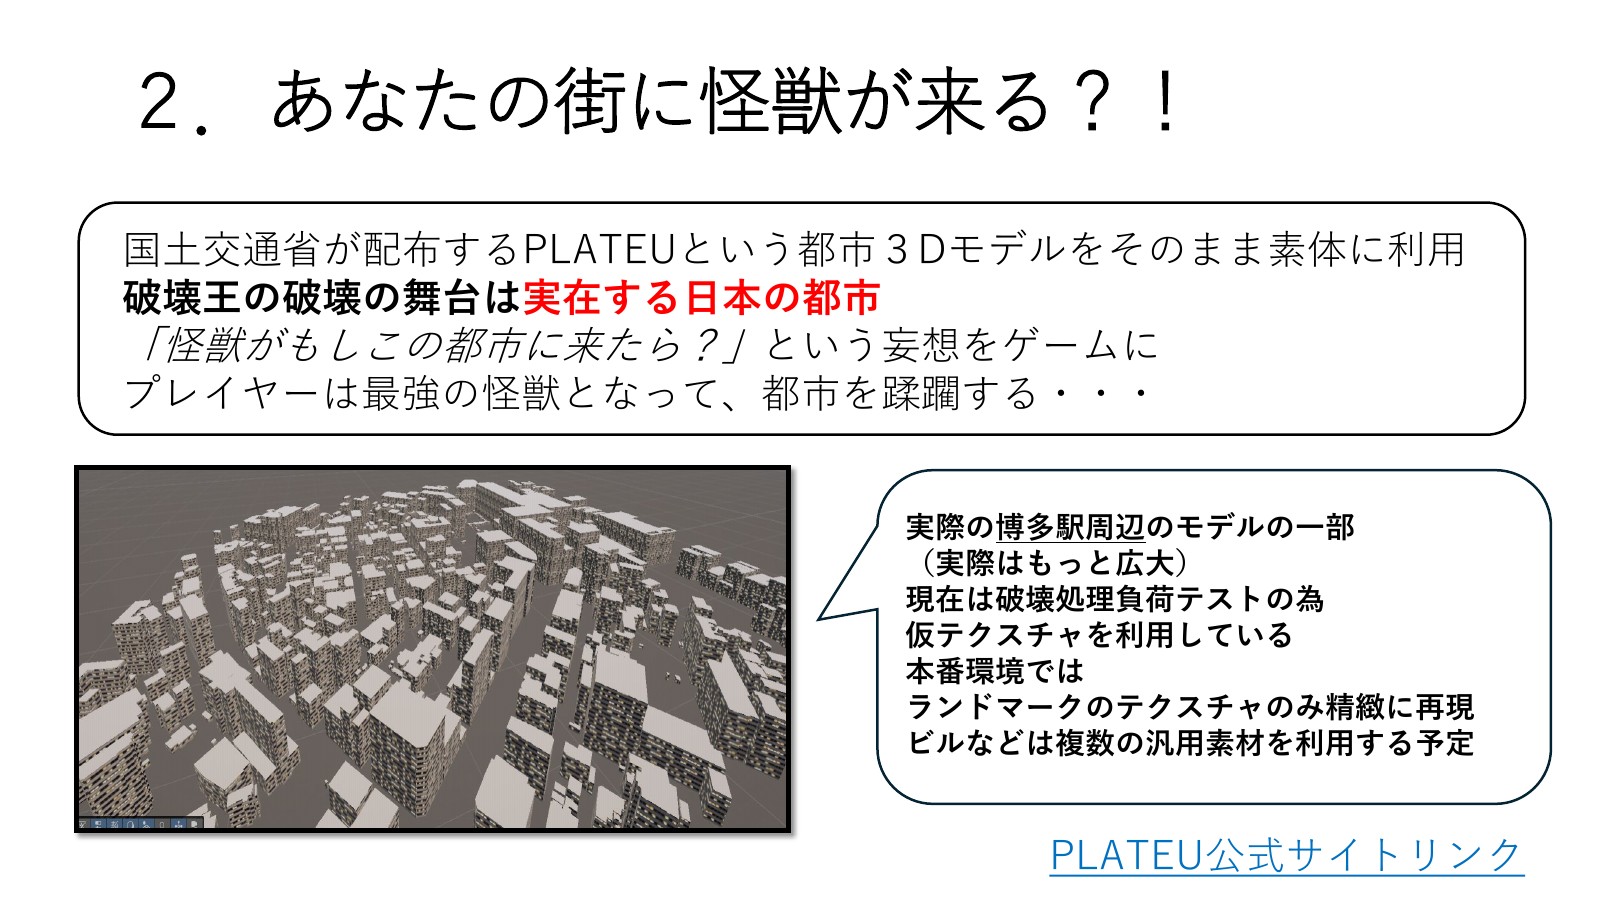 ２．あなたの街に怪獣が来る？！
国土交通省が配布するPLATEUという都市３Dモデルをそのまま素体に利用
破壊王の破壊の舞台は実在する日本の都市
「怪獣がもしこの都市に来たら？」という妄想をゲームに
プレイヤーは最強の怪獣となって、都市を蹂躙する・・・
実際の博多駅周辺のモデルの一部
（実際はもっと広大）
現在は破壊処理負荷テストの為
仮テクスチャを利用している
本番環境では
ランドマークのテクスチャのみ精緻に再現
ビルなどは複数の汎用素材を利用する予定
PLATEU公式サイトリンク